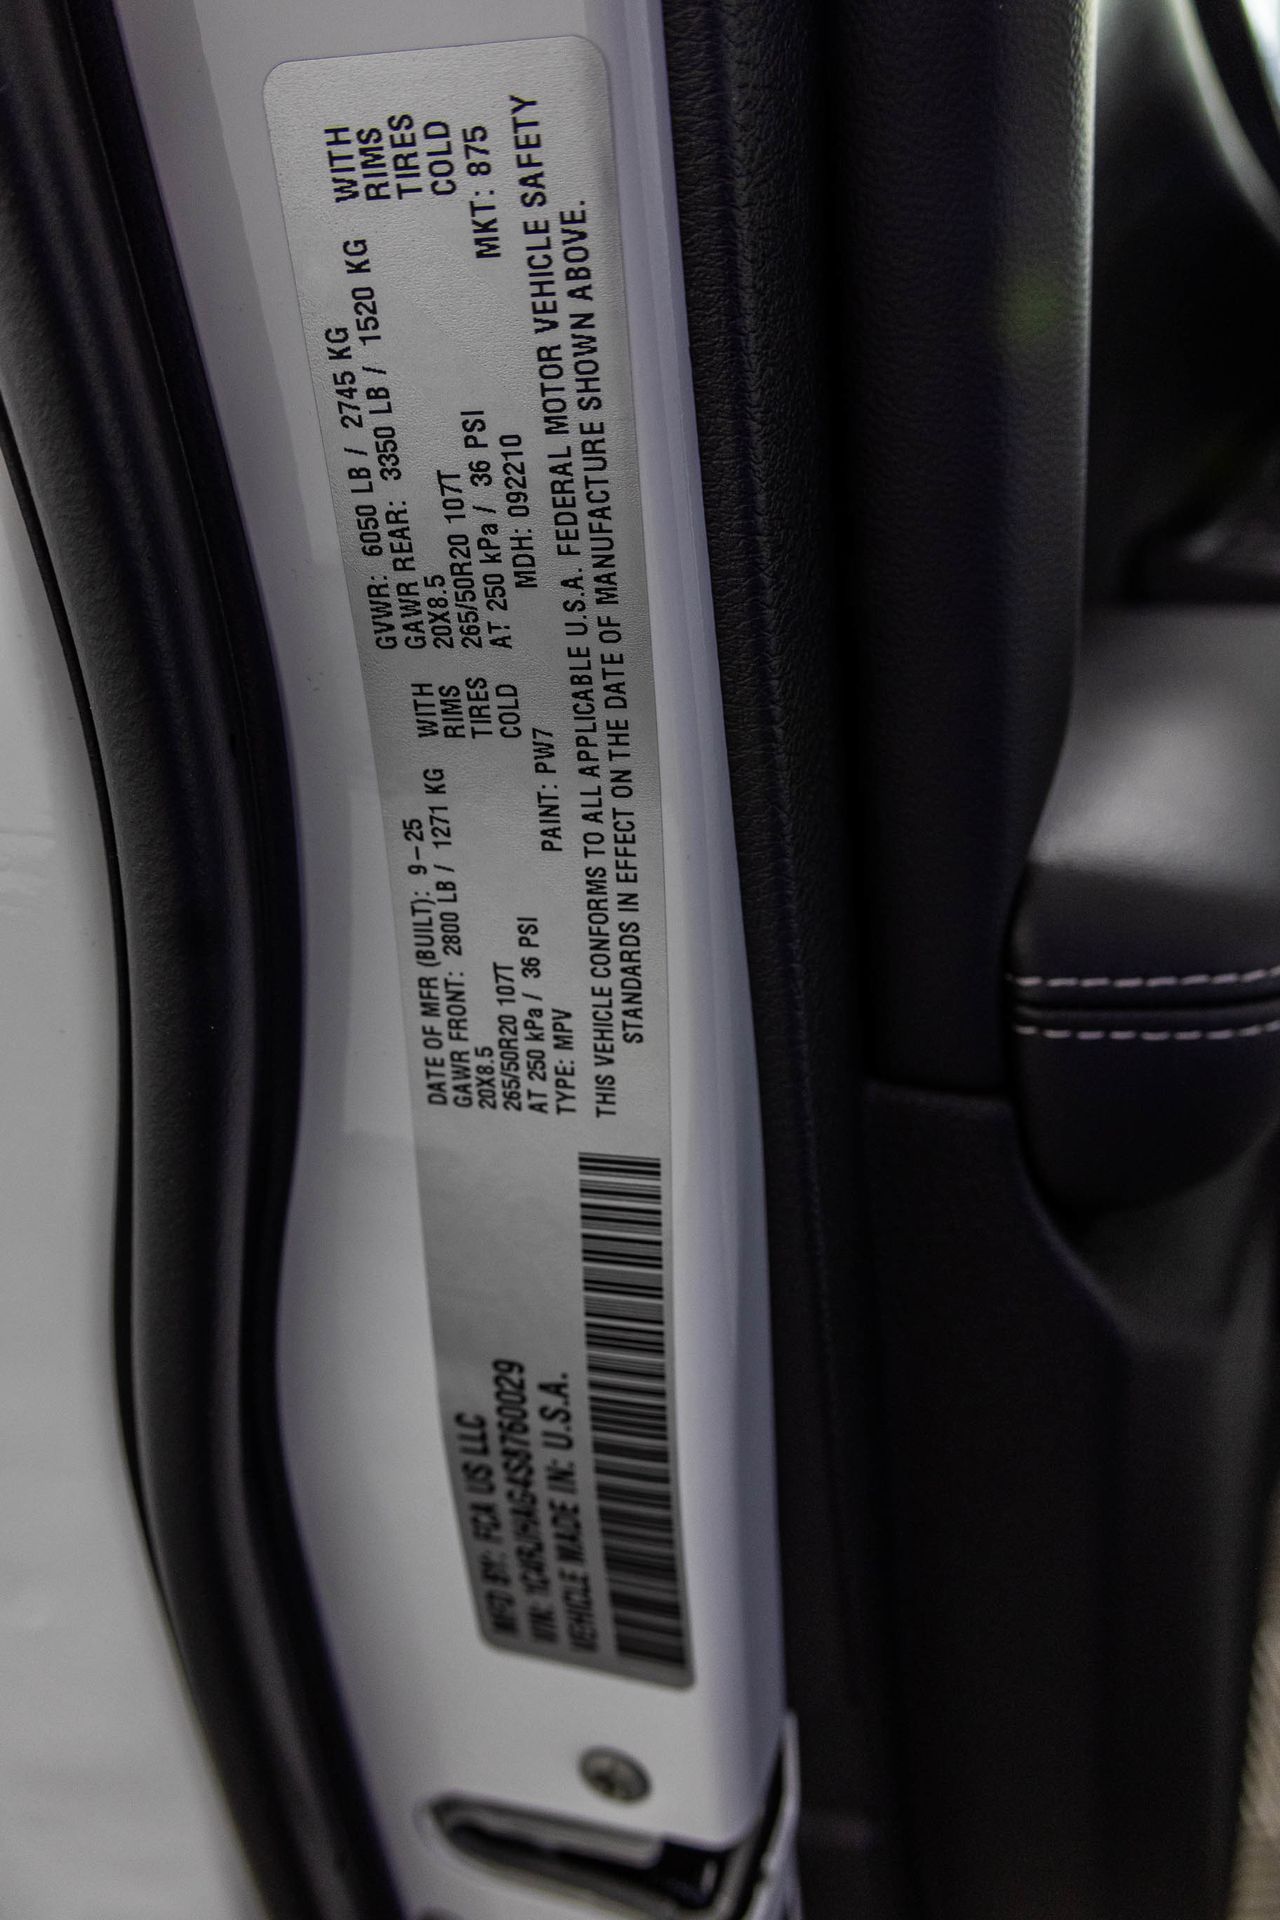 MFD BY: FCA US LLC
VIN: 1C4RJHAG4S8760029
VEHICLE MADE IN: U.S.A.
DATE OF MFR (BUILT): 9-25
GAWR FRONT: 2800 LB / 1271 KG WITH
20X8.5 RIMS
265/50R20 107T TIRES
AT 250 kPa / 36 PSI COLD
TYPE: MPV PAINT: PW7
GVWR: 6050 LB / 2745 KG
GAWR REAR: 3350 LB / 1520 KG WITH
20X8.5 RIMS
265/50R20 107T TIRES
AT 250 kPa / 36 PSI COLD
MDH: 092210 MKT: 875
THIS VEHICLE CONFORMS TO ALL APPLICABLE U.S.A. FEDERAL MOTOR VEHICLE SAFETY
STANDARDS IN EFFECT ON THE DATE OF MANUFACTURE SHOWN ABOVE.